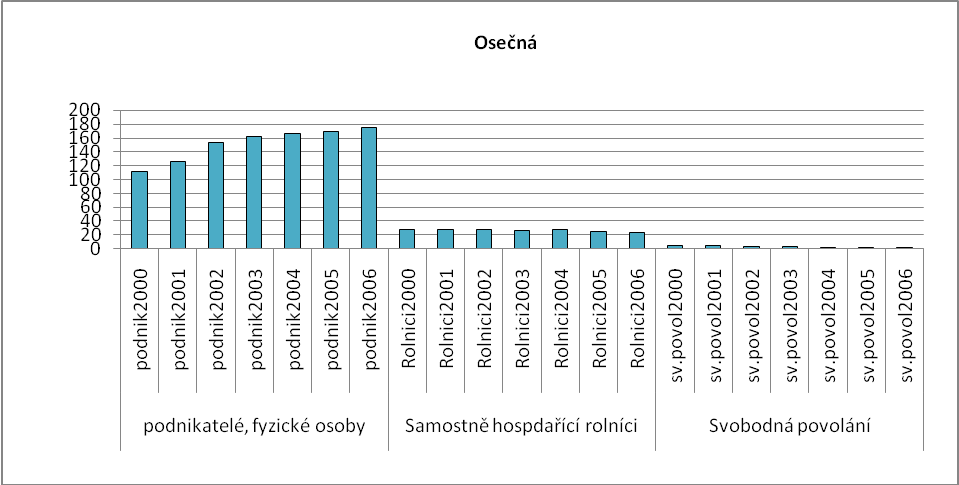 Osečná
200
180
160
140
120
100
80
60
40
20
0
podnik2000
podnik2001
podnik2002
podnik2003
podnik2004
podnik2005
podnik2006
Rolnici2000
Rolnici2001
Rolnici2002
Rolnici2003
Rolnici2004
Rolnici2005
Rolnici2006
sv.povol2000
sv.povol2001
sv.povol2002
sv.povol2003
sv.povol2004
sv.povol2005
sv.povol2006
podnikatelé, fyzické osoby
Samostně hospdařící rolníci
Svobodná povolání